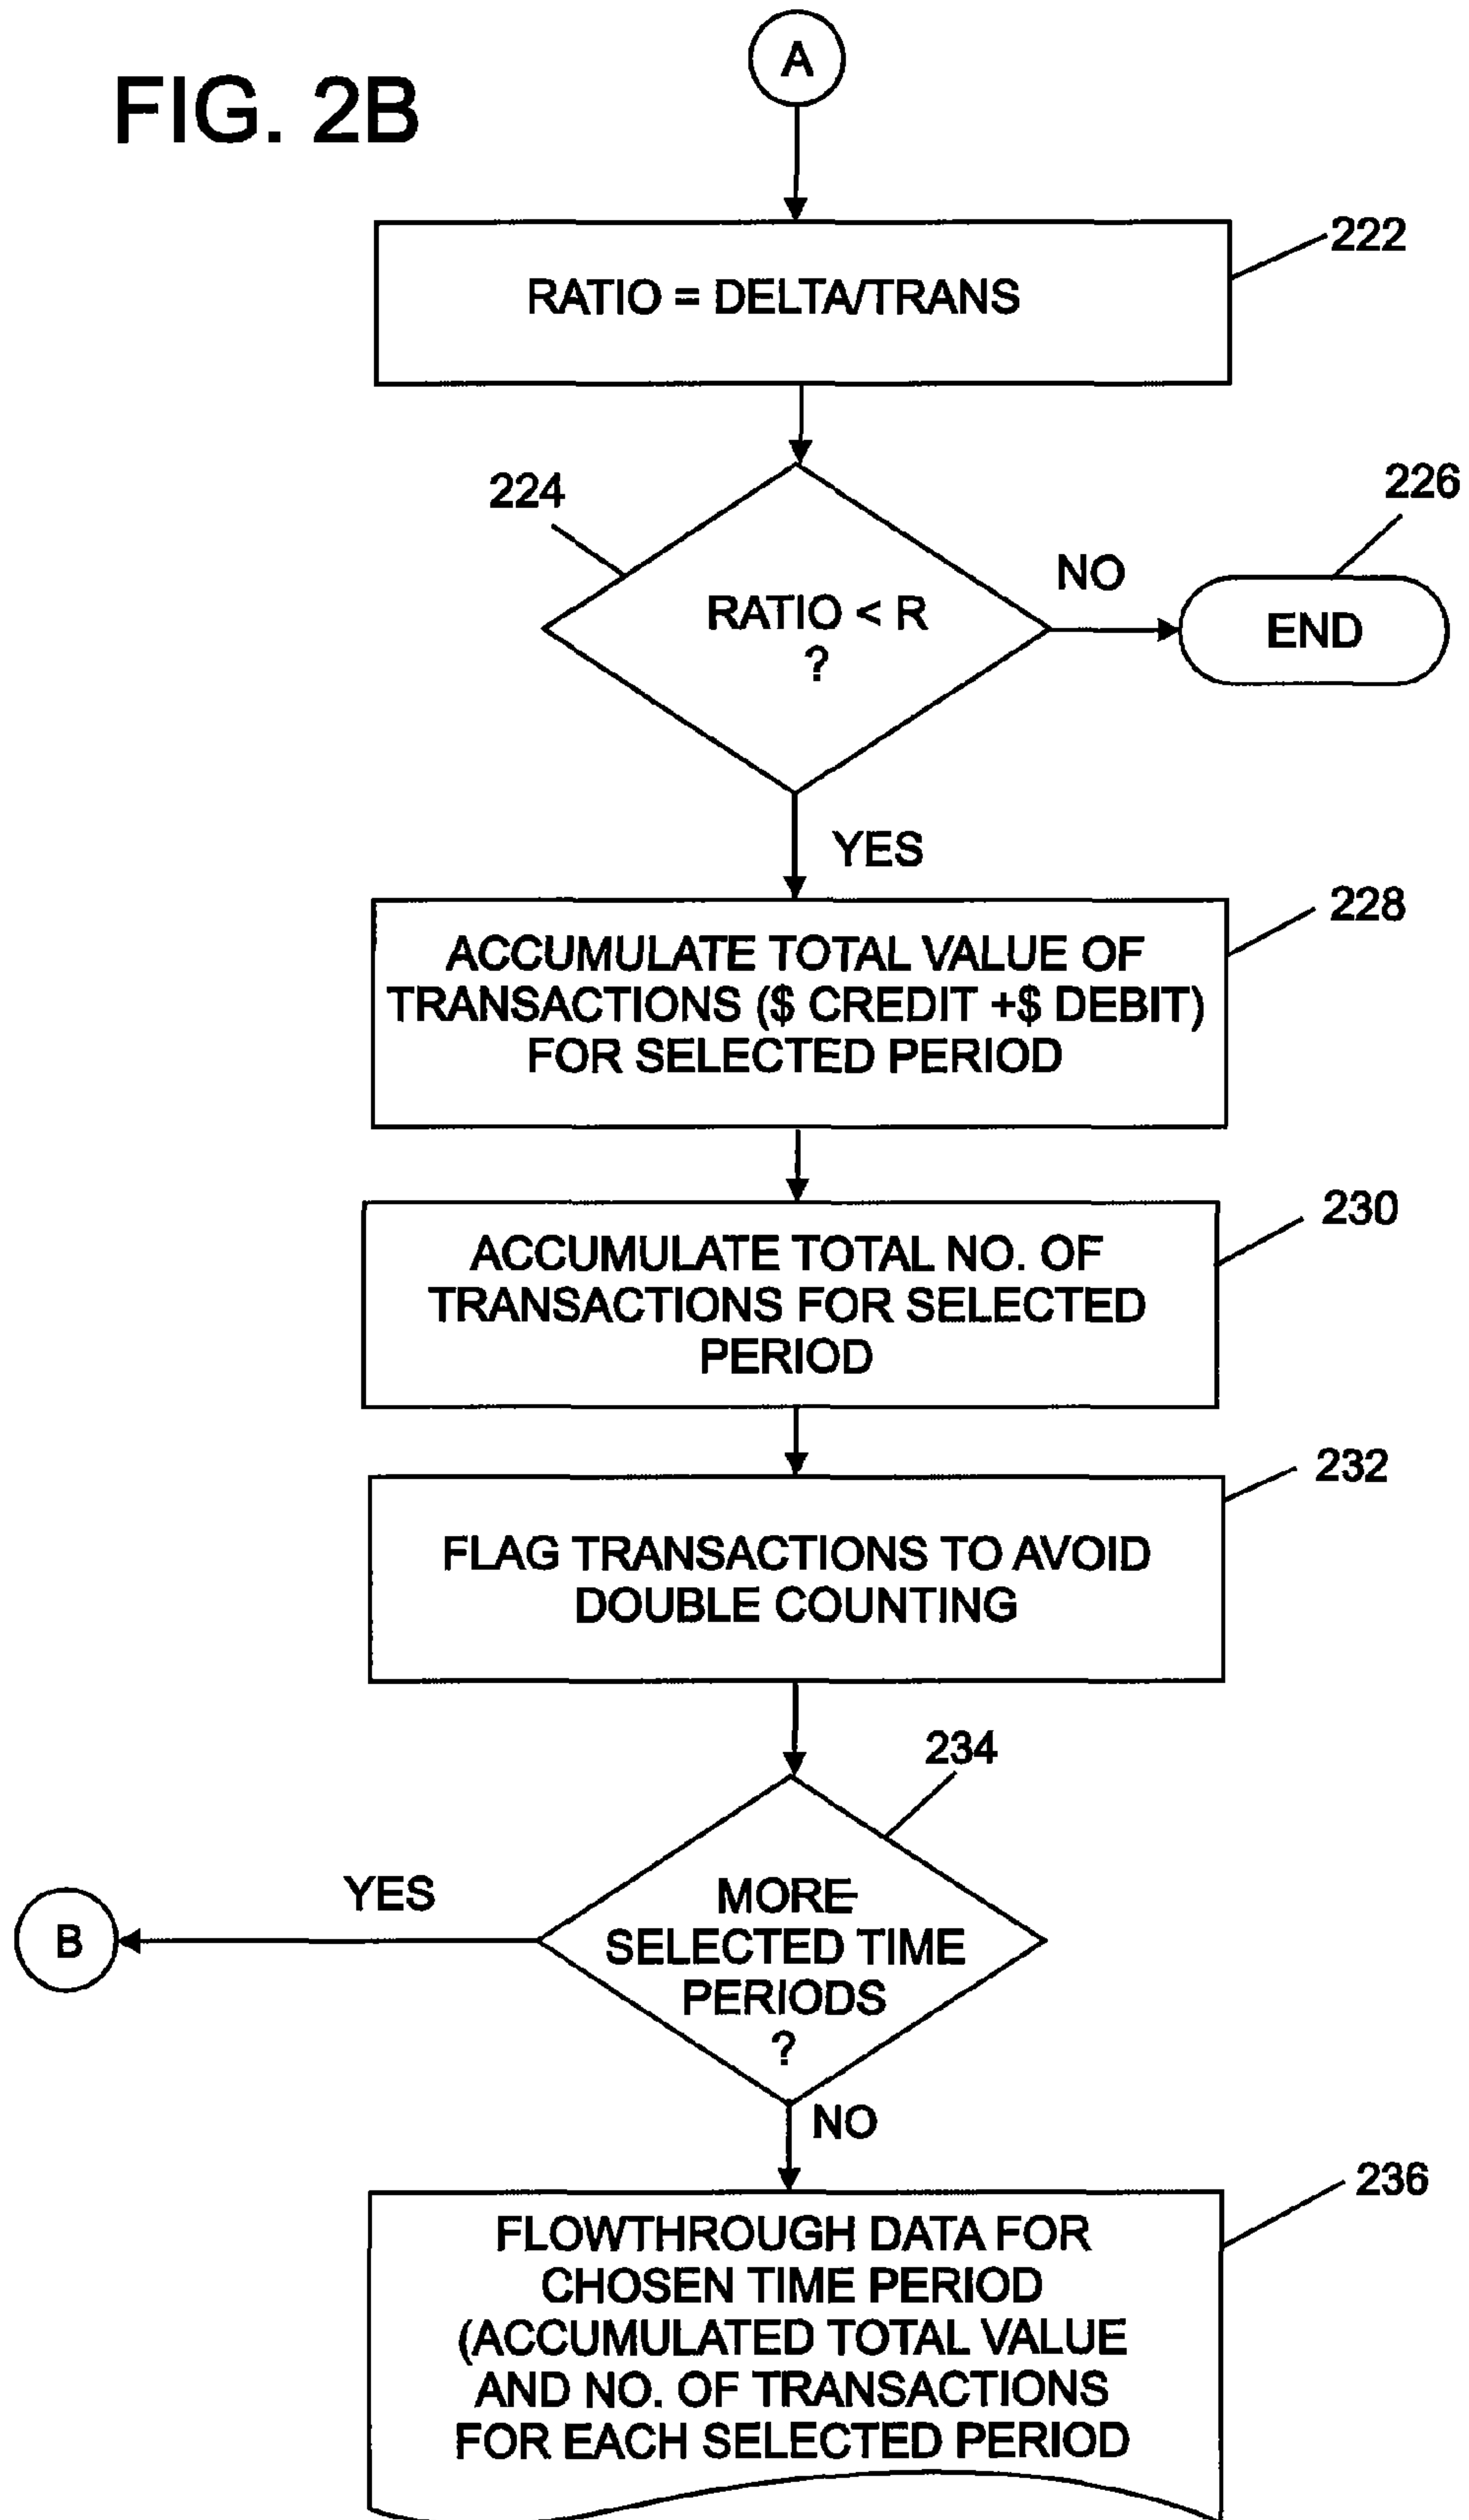 A
FIG. 2B
222
RATIO = DELTA/TRANS
224
226
NO
RATIO < R
?
END
YES
228
ACCUMULATE TOTAL VALUE OF
TRANSACTIONS ($ CREDIT +$ DEBIT)
FOR SELECTED PERIOD
230
ACCUMULATE TOTAL NO. OF
TRANSACTIONS FOR SELECTED
PERIOD
232
FLAG TRANSACTIONS TO AVOID
DOUBLE COUNTING
234
YES
B
MORE
SELECTED TIME
PERIODS
?
NO
236
FLOWTHROUGH DATA FOR
CHOSEN TIME PERIOD
(ACCUMULATED TOTAL VALUE
AND NO. OF TRANSACTIONS
FOR EACH SELECTED PERIOD